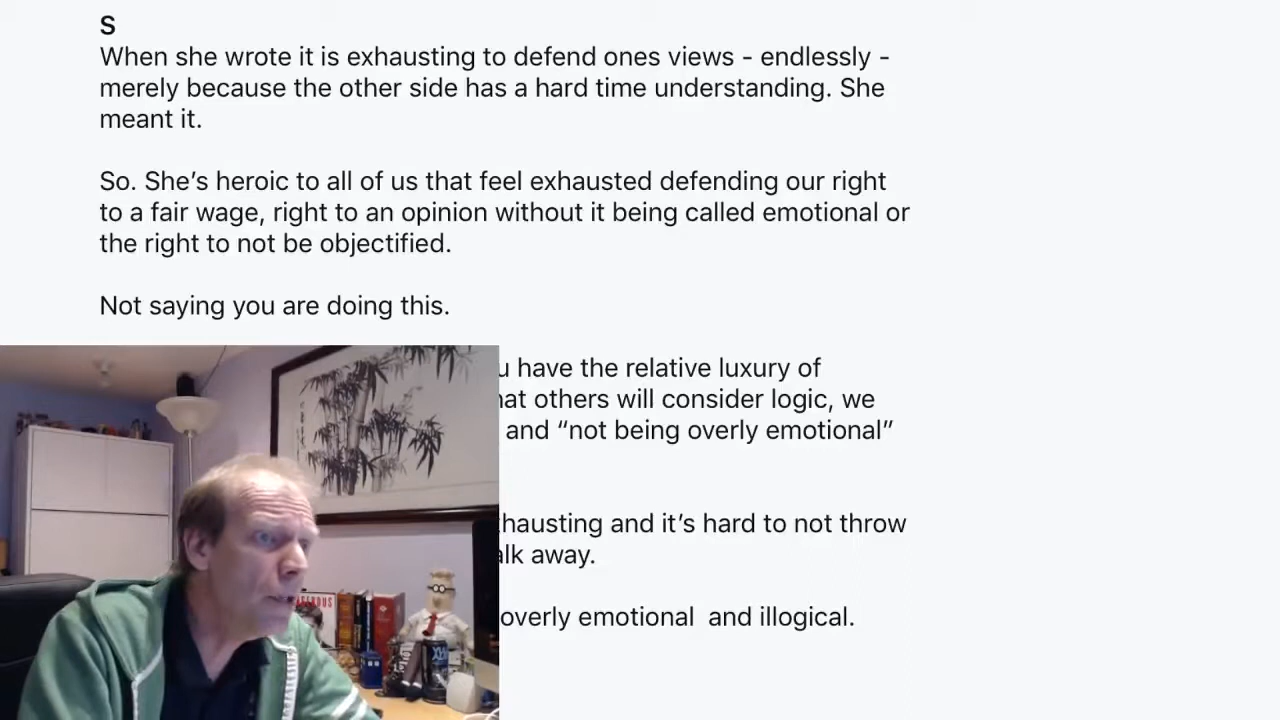 S
When she wrote it is exhausting to defend ones views - endlessly -
merely because the other side has a hard time understanding. She
meant it.
So. She’s heroic to all of us that feel exhausted defending our right
to a fair wage, right to an opinion without it being called emotional or
the right to not be objectified.
Not saying you are doing this.
have the relative luxury of
others will consider logic, we
and “not being overly emotional”
and it’s hard to not throw
away.
overly emotional and illogical.